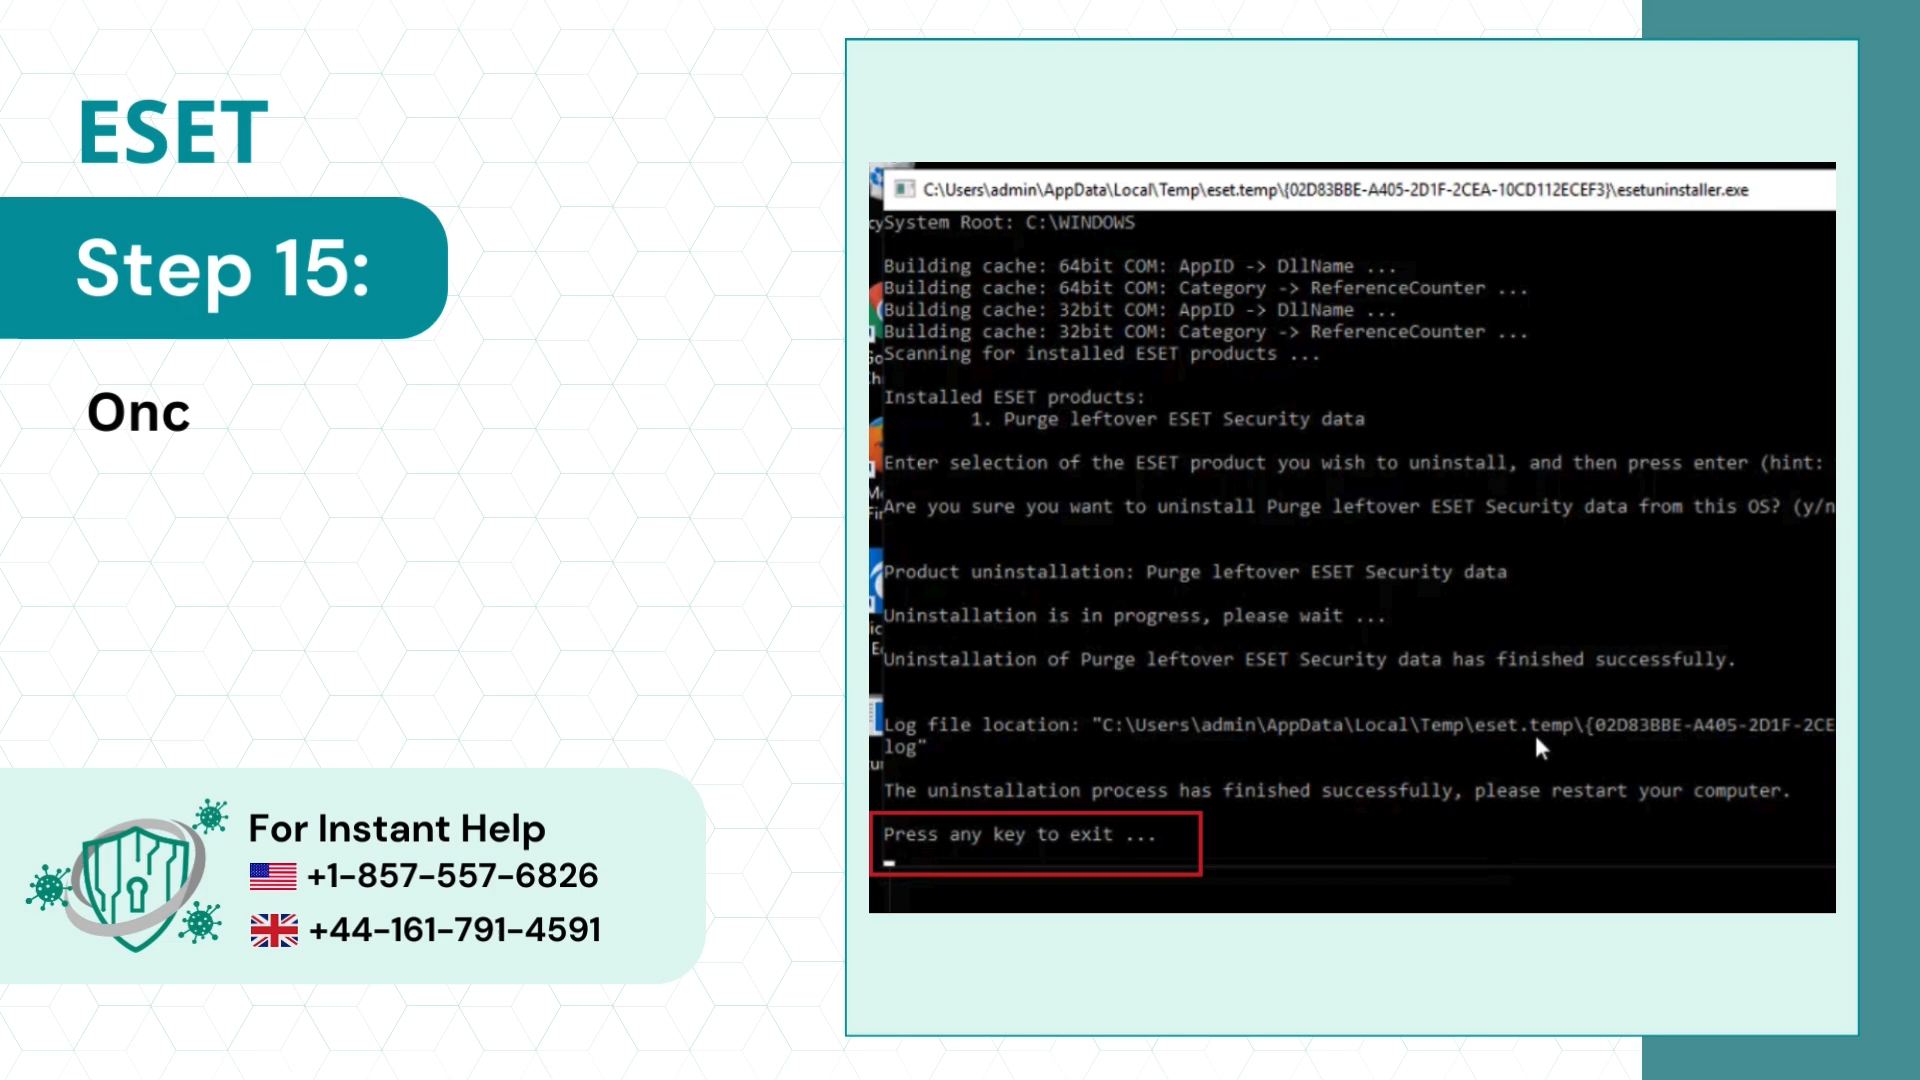 ESET
Step 15:
Onc
For Instant Help
+1-857-557-6826
+44-161-791-4591
C:\Users\admin\AppData\Local\Temp\eset.temp\{02D83BBE-A405-2D1F-2CEA-10CD112ECEF3}\esetuninstaller.exe
System Root: C:\WINDOWS
Building cache: 64bit COM: AppID -> DllName ...
Building cache: 64bit COM: Category -> ReferenceCounter ...
Building cache: 32bit COM: AppID -> DllName ...
Building cache: 32bit COM: Category -> ReferenceCounter ...
Scanning for installed ESET products ...
Installed ESET products:
1. Purge leftover ESET Security data
Enter selection of the ESET product you wish to uninstall, and then press enter (hint:
Are you sure you want to uninstall Purge leftover ESET Security data from this OS? (y/n
Product uninstallation: Purge leftover ESET Security data
Uninstallation is in progress, please wait ...
Uninstallation of Purge leftover ESET Security data has finished successfully.
Log file location: "C:\Users\admin\AppData\Local\Temp\eset.temp\{02D83BBE-A405-2D1F-2CE
log"
The uninstallation process has finished successfully, please restart your computer.
Press any key to exit ...